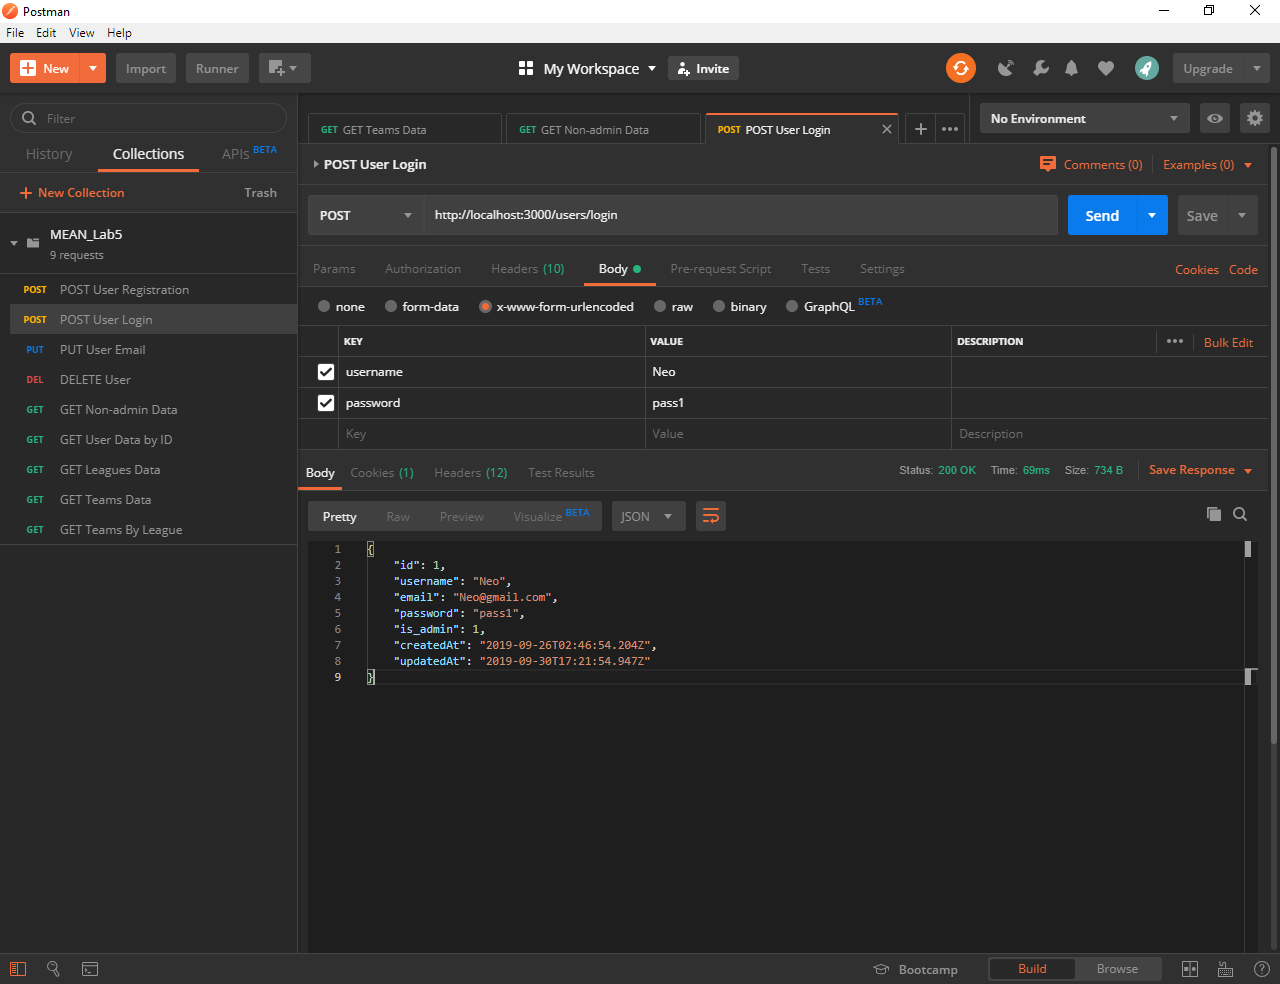 Postman
File Edit View Help
New Import Runner My Workspace Invite Upgrade
Filter
History Collections APIs BETA
New Collection Trash
MEAN_Lab5
9 requests
POST POST User Registration
POST POST User Login
PUT PUT User Email
DEL DELETE User
GET GET Non-admin Data
GET GET User Data by ID
GET GET Leagues Data
GET GET Teams Data
GET GET Teams By League
GET GET Teams Data GET GET Non-admin Data POST POST User Login No Environment
POST User Login Comments (0) Examples (0)
POST http://localhost:3000/users/login Send Save
Params Authorization Headers (10) Body Pre-request Script Tests Settings Cookies Code
none form-data x-www-form-urlencoded raw binary GraphQL BETA
KEY VALUE DESCRIPTION Bulk Edit
username Neo
password pass1
Key Value Description
Body Cookies (1) Headers (12) Test Results Status: 200 OK Time: 69ms Size: 734 B Save Response
Pretty Raw Preview Visualize BETA JSON
1 {
2 "id": 1,
3 "username": "Neo",
4 "email": "Neo@gmail.com",
5 "password": "pass1",
6 "is_admin": 1,
7 "createdAt": "2019-09-26T02:46:54.204Z",
8 "updatedAt": "2019-09-30T17:21:54.947Z"
9 }
Bootcamp Build Browse